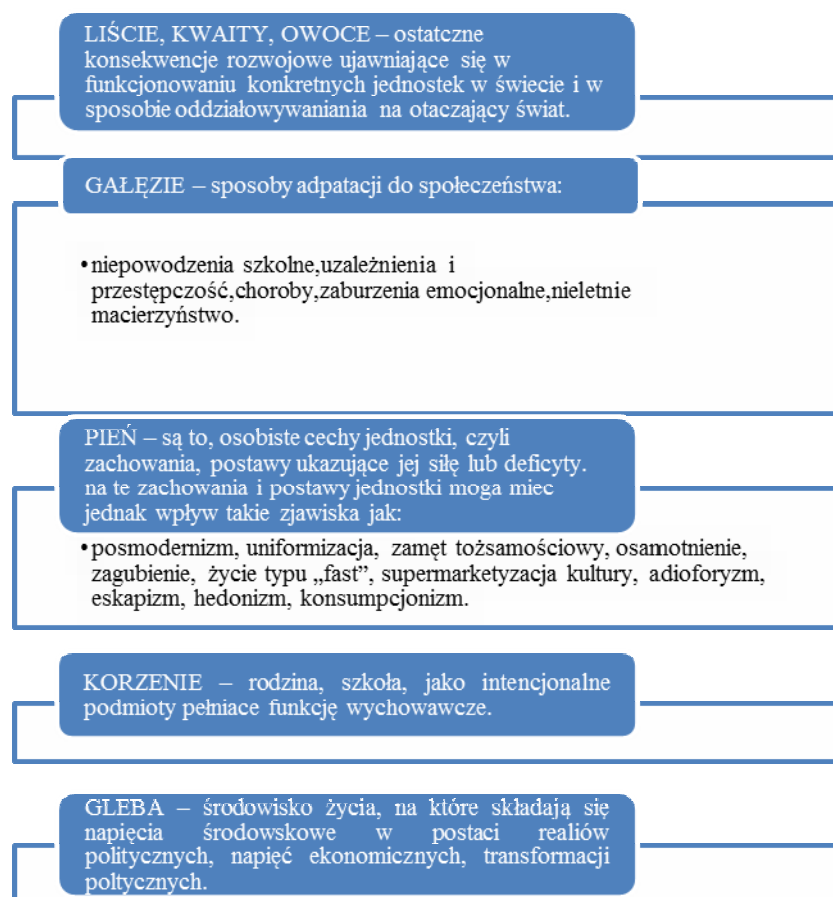 LIŚCIE, KWAITY, OWOCE – ostatczne
konsekwencje rozwojowe ujawniające się w
funkcjonowaniu konkretnych jednostek w świecie i w
sposobie oddziałowywaniania na otaczający świat.
GAŁĘZIE – sposoby adpatacji do społeczeństwa:
•niepowodzenia szkolne,uzależnienia i
przestępczość,choroby,zaburzenia emocjonalne,nieletnie
macierzyństwo.
PIEŃ – są to, osobiste cechy jednostki, czyli
zachowania, postawy ukazujące jej siłę lub deficyty.
na te zachowania i postawy jednostki moga miec
jednak wpływ takie zjawiska jak:
•posmodernizm, uniformizacja, zamęt tożsamościowy, osamotnienie,
zagubienie, życie typu „fast”, supermarketyzacja kultury, adioforyzm,
eskapizm, hedonizm, konsumpcjonizm.
KORZENIE – rodzina, szkoła, jako intencjonalne
podmioty pełniace funkcję wychowawcze.
GLEBA – środowisko życia, na które składają się
napięcia środowskowe w postaci realiów
politycznych, napięć ekonomicznych, transformacji
poltycznych.